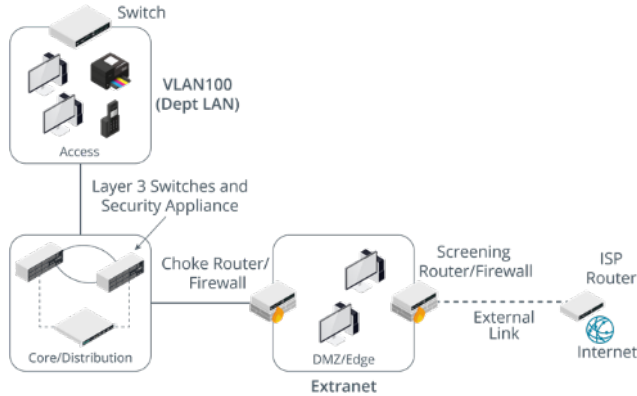 Switch
VLAN100
(Dept LAN)
Access
Layer 3 Switches and
Security Appliance
Choke Router/
Firewall
Screening
Router/Firewall
ISP
Router
External
Link
Internet
Core/Distribution
DMZ/Edge
Extranet